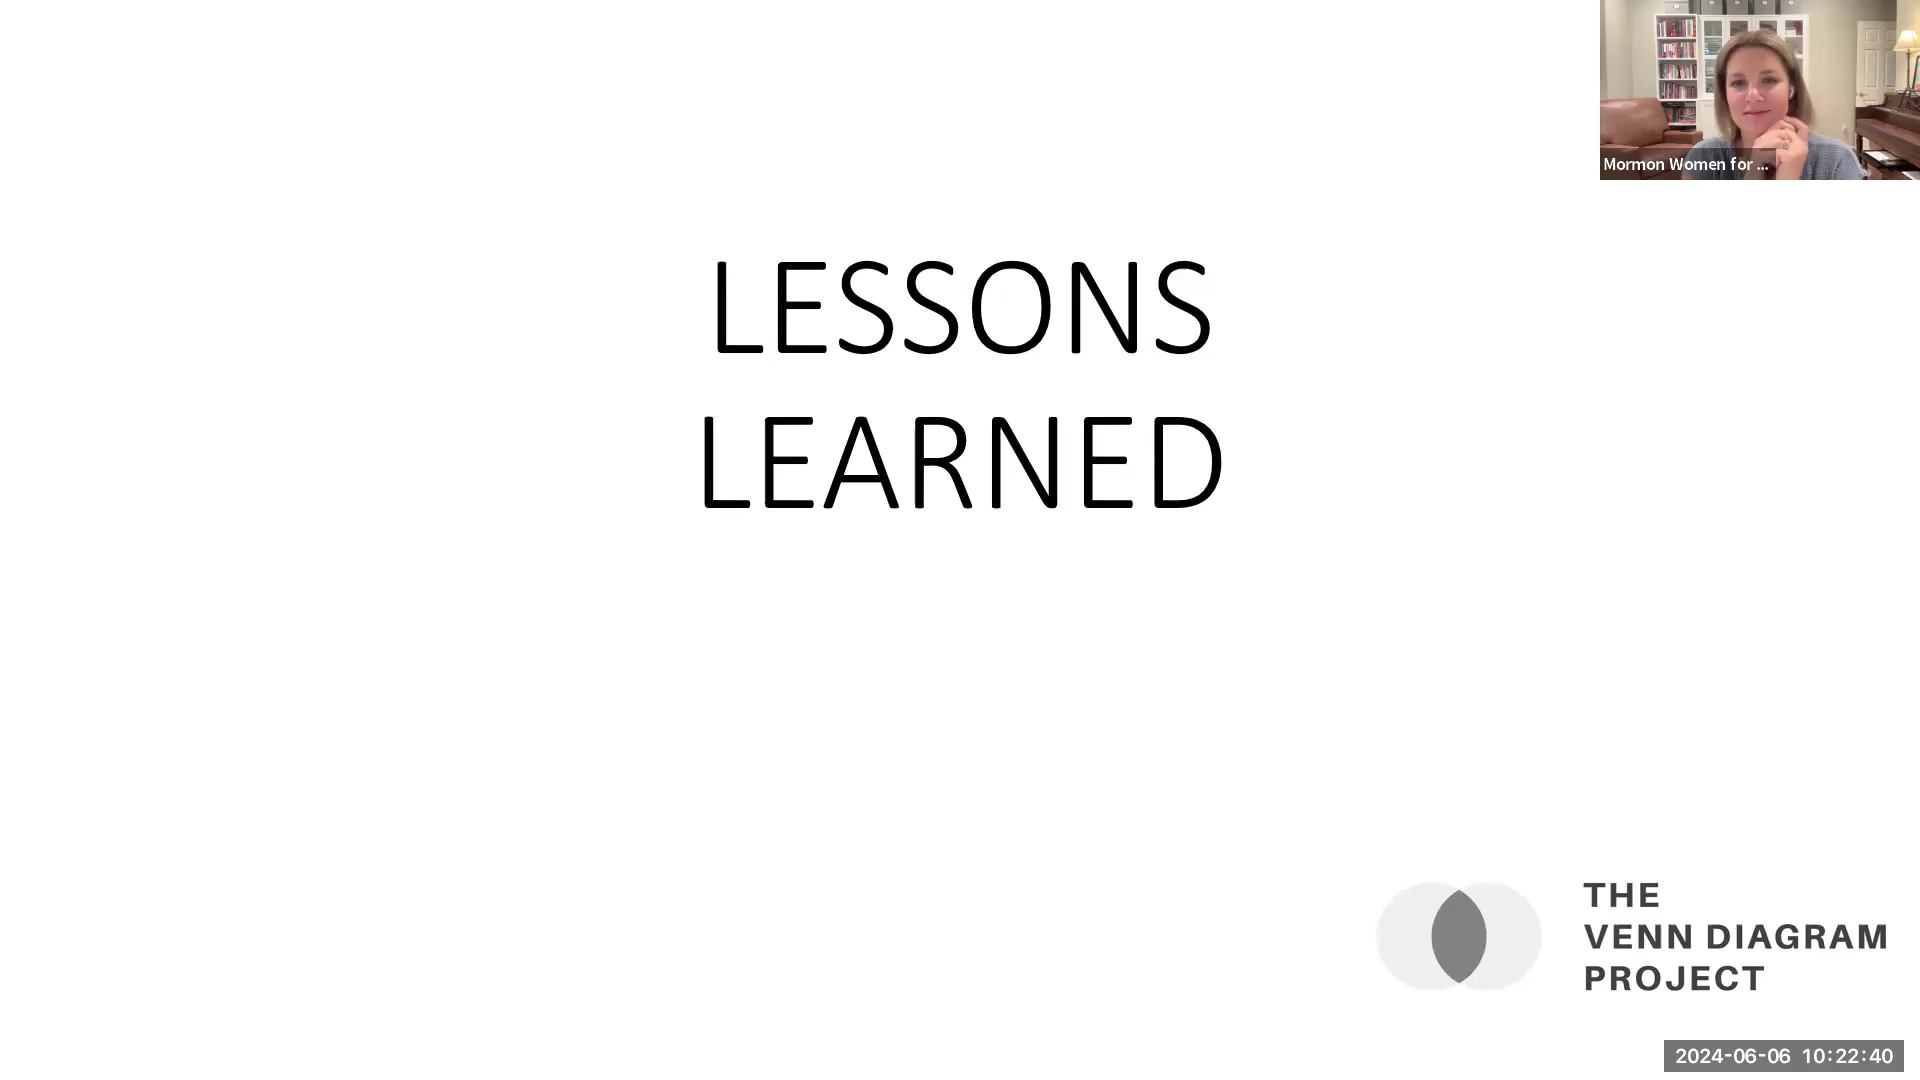 Mormon Women for ...
LESSONS
LEARNED
THE
VENN DIAGRAM
PROJECT
2024-06-06 10:22:40